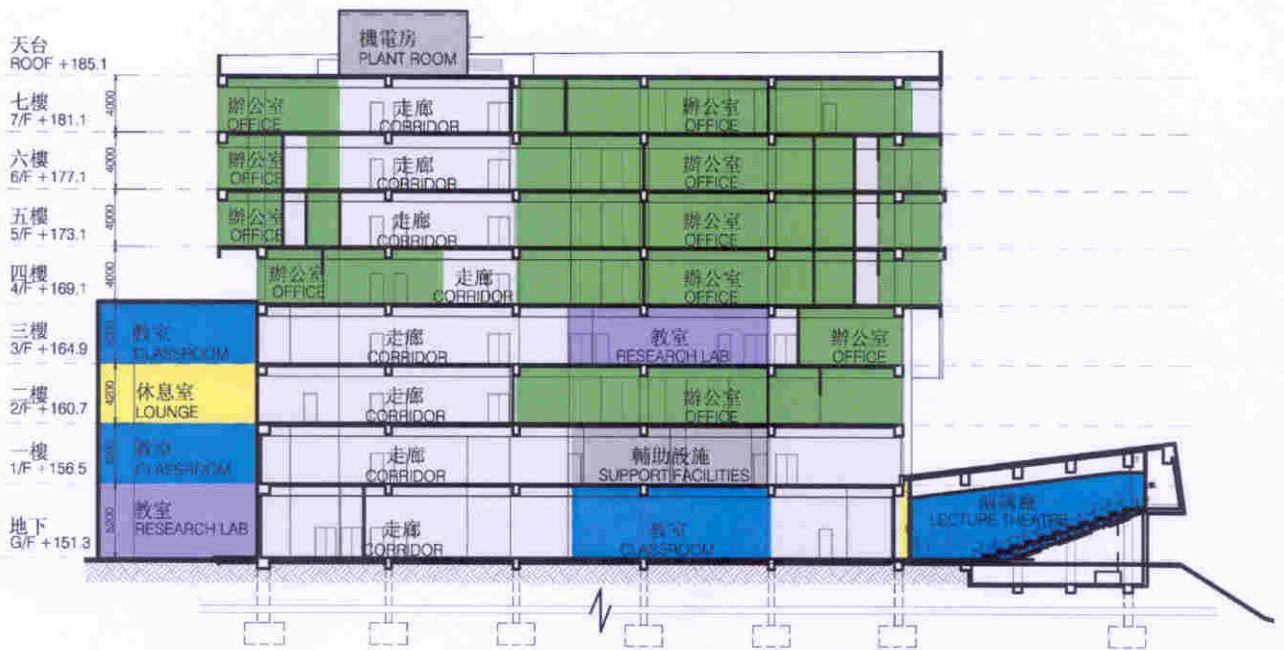 機電房
PLANT ROOM
天台
ROOF +185.1
七樓
7/F +181.1
4000
辦公室
OFFICE
走廊
CORRIDOR
辦公室
OFFICE
六樓
6/F +177.1
4000
辦公室
OFFICE
走廊
CORRIDOR
辦公室
OFFICE
五樓
5/F +173.1
4000
辦公室
OFFICE
走廊
CORRIDOR
辦公室
OFFICE
四樓
4/F +169.1
4000
辦公室
OFFICE
走廊
CORRIDOR
辦公室
OFFICE
三樓
3/F +164.9
教室
CLASSROOM
走廊
CORRIDOR
教室
RESEARCH LAB
辦公室
OFFICE
二樓
2/F +160.7
4200
休息室
LOUNGE
走廊
CORRIDOR
辦公室
OFFICE
一樓
1/F +156.5
教室
CLASSROOM
走廊
CORRIDOR
輔助設施
SUPPORT FACILITIES
地下
G/F +151.3
5200
教室
RESEARCH LAB
走廊
CORRIDOR
教室
CLASSROOM
演講廳
LECTURE THEATRE